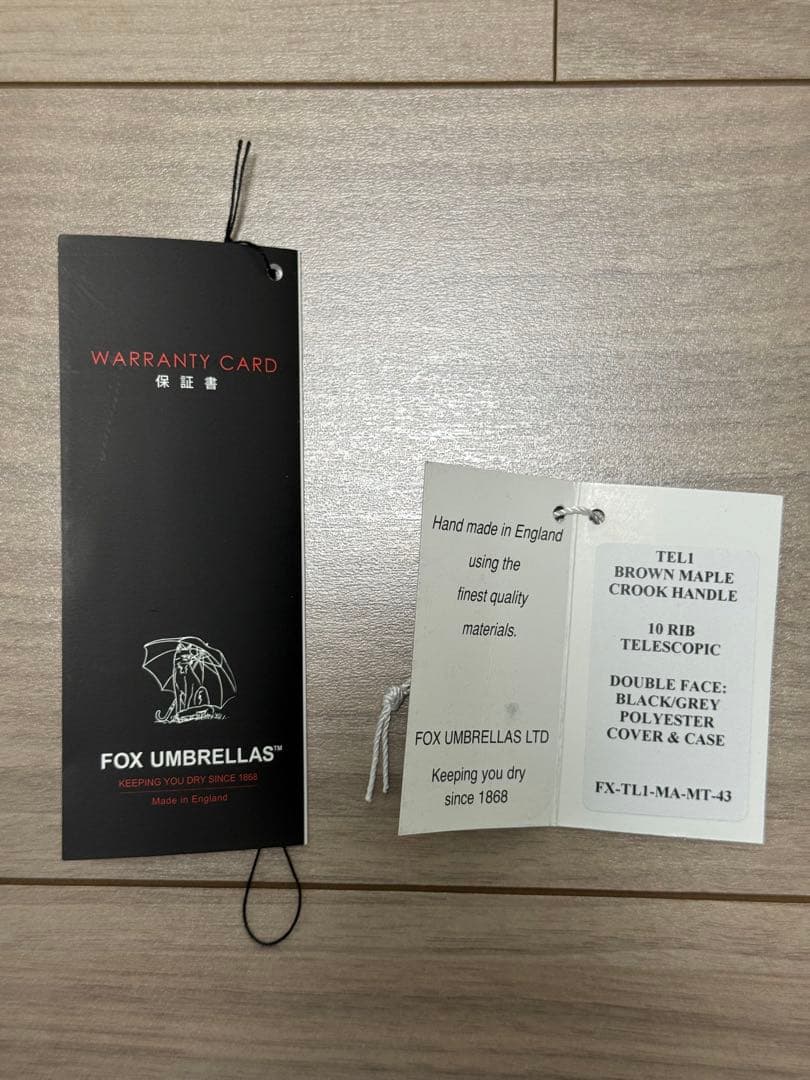 WARRANTY CARD
保証書
FOX UMBRELLAS™
KEEPING YOU DRY SINCE 1868
Made in England
Hand made in England
using the
finest quality
materials.
FOX UMBRELLAS LTD
Keeping you dry
since 1868
TEL1
BROWN MAPLE
CROOK HANDLE
10 RIB
TELESCOPIC
DOUBLE FACE:
BLACK/GREY
POLYESTER
COVER & CASE
FX-TL1-MA-MT-43